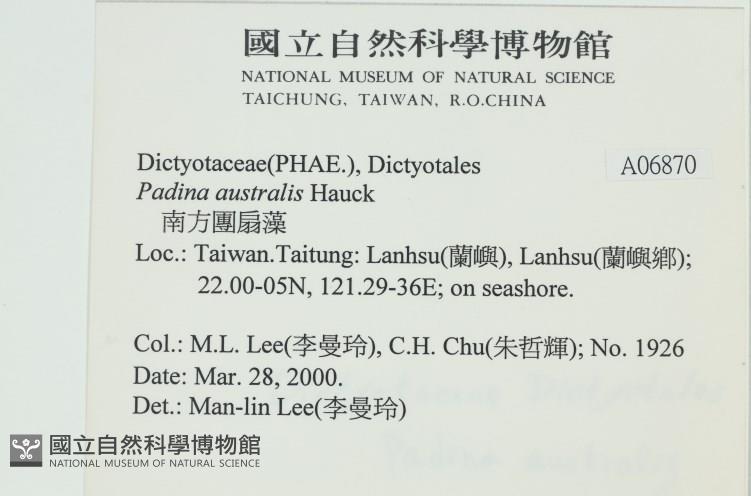 國立自然科學博物館
NATIONAL MUSEUM OF NATURAL SCIENCE
TAICHUNG, TAIWAN, R.O.CHINA
Dictyotaceae(PHAE.), Dictyotales
A06870
Padina australis Hauck
南方團扇藻
Loc.: Taiwan.Taitung: Lanhsu(蘭嶼), Lanhsu(蘭嶼鄉);
22.00-05N, 121.29-36E; on seashore.
Col.: M.L. Lee(李曼玲), C.H. Chu(朱哲輝); No. 1926
Date: Mar. 28, 2000.
Det.: Man-lin Lee(李曼玲)
Padina australis
國立自然科學博物館
NATIONAL MUSEUM OF NATURAL SCIENCE